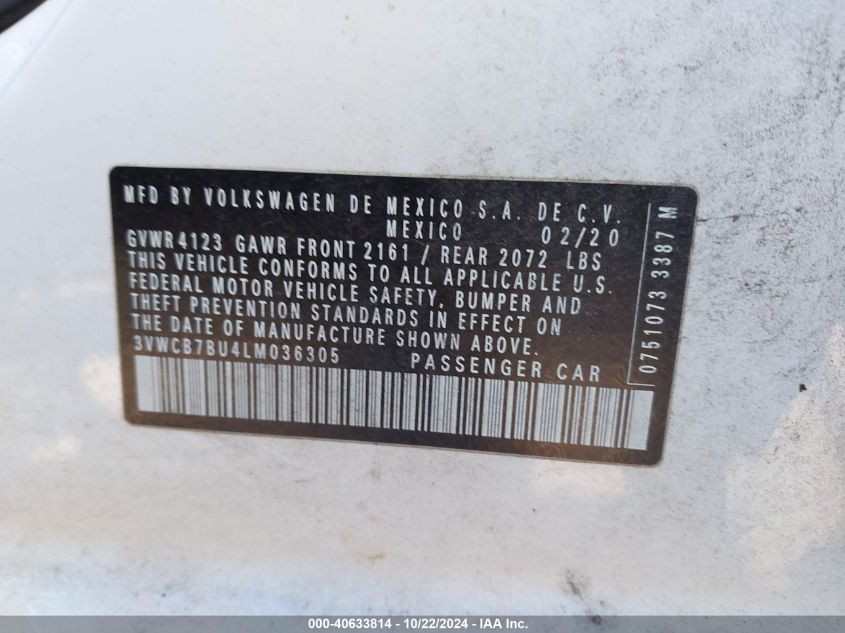 MFD BY VOLKSWAGEN DE MEXICO S.A. DE C.V.
MEXICO 02/20
GVWR 4123 GAWR FRONT 2161 / REAR 2072 LBS
THIS VEHICLE CONFORMS TO ALL APPLICABLE U.S.
FEDERAL MOTOR VEHICLE SAFETY, BUMPER AND
THEFT PREVENTION STANDARDS IN EFFECT ON
THE DATE OF MANUFACTURE SHOWN ABOVE.
3VWCB7BU4LM036305 PASSENGER CAR
0751073 3387 M
000-40633814 - 10/22/2024 - IAA Inc.